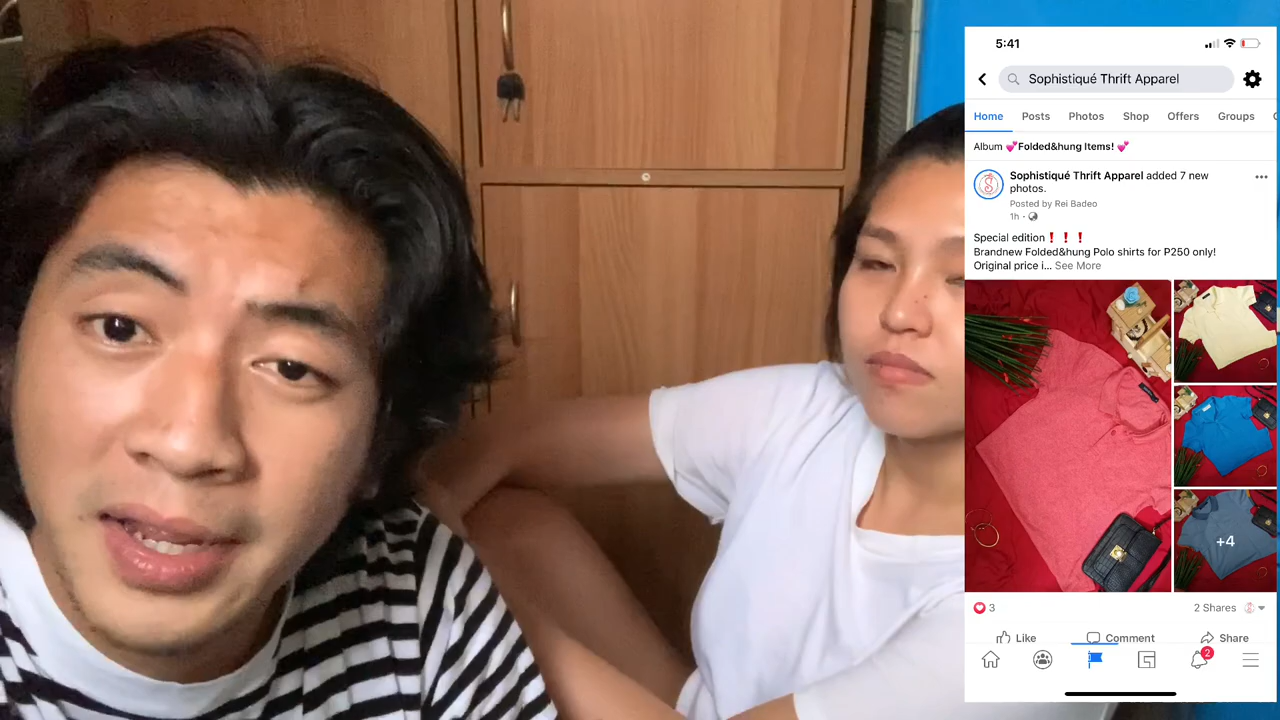 5:41
Sophistiqué Thrift Apparel
Home Posts Photos Shop Offers Groups
Album 💕Folded&hung Items! 💕
Sophistiqué Thrift Apparel added 7 new
photos.
Posted by Rei Badeo
1h
Special edition❗❗❗
Brandnew Folded&hung Polo shirts for P250 only!
Original price i... See More
+4
3
2 Shares
Like Comment Share
2